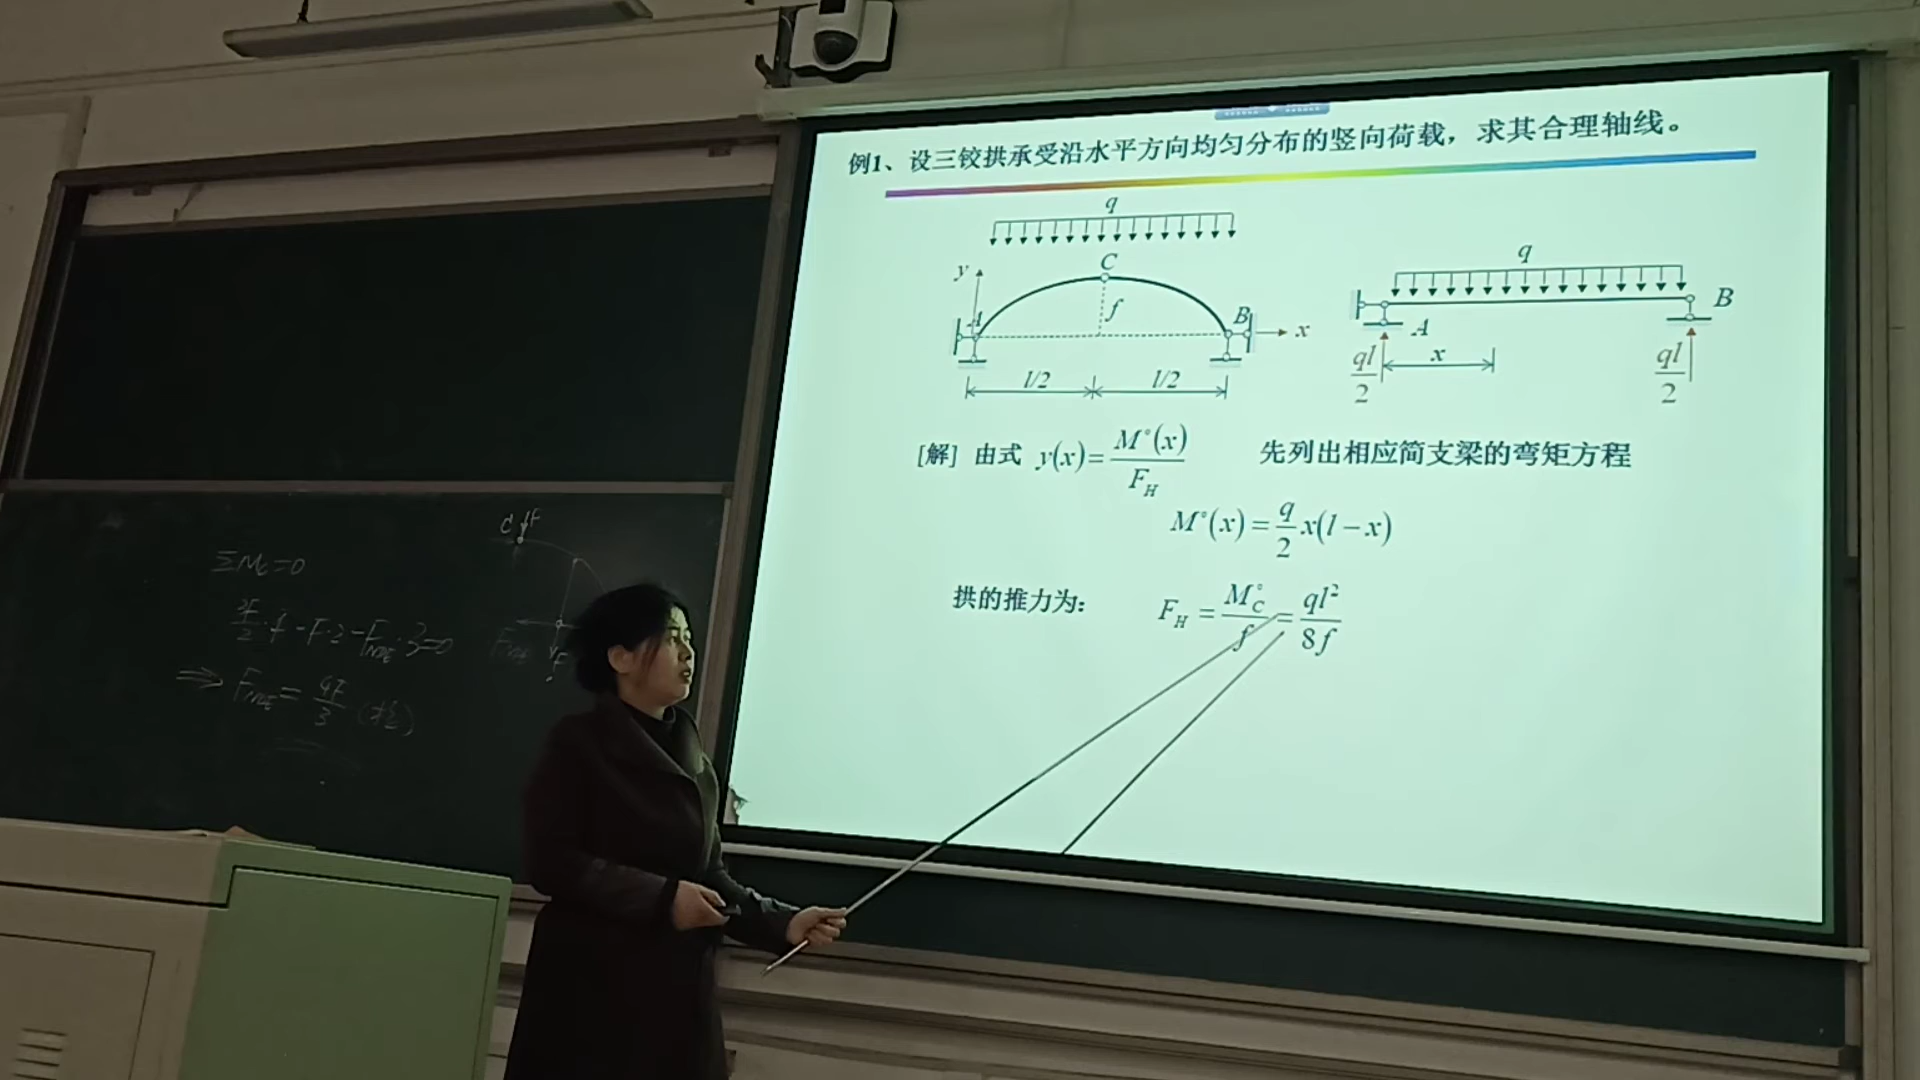 例1、设三铰拱承受沿水平方向均匀分布的竖向荷载，求其合理轴线。
q
y
C
A
f
B
x
l/2
l/2
q
A
B
x
ql/2
ql/2
[解] 由式 y(x)=M°(x)/F_H 先列出相应简支梁的弯矩方程
M°(x)=q/2 x(l−x)
拱的推力为: F_H=M°_C/f=ql²/8f
C F
ΣM_C=0